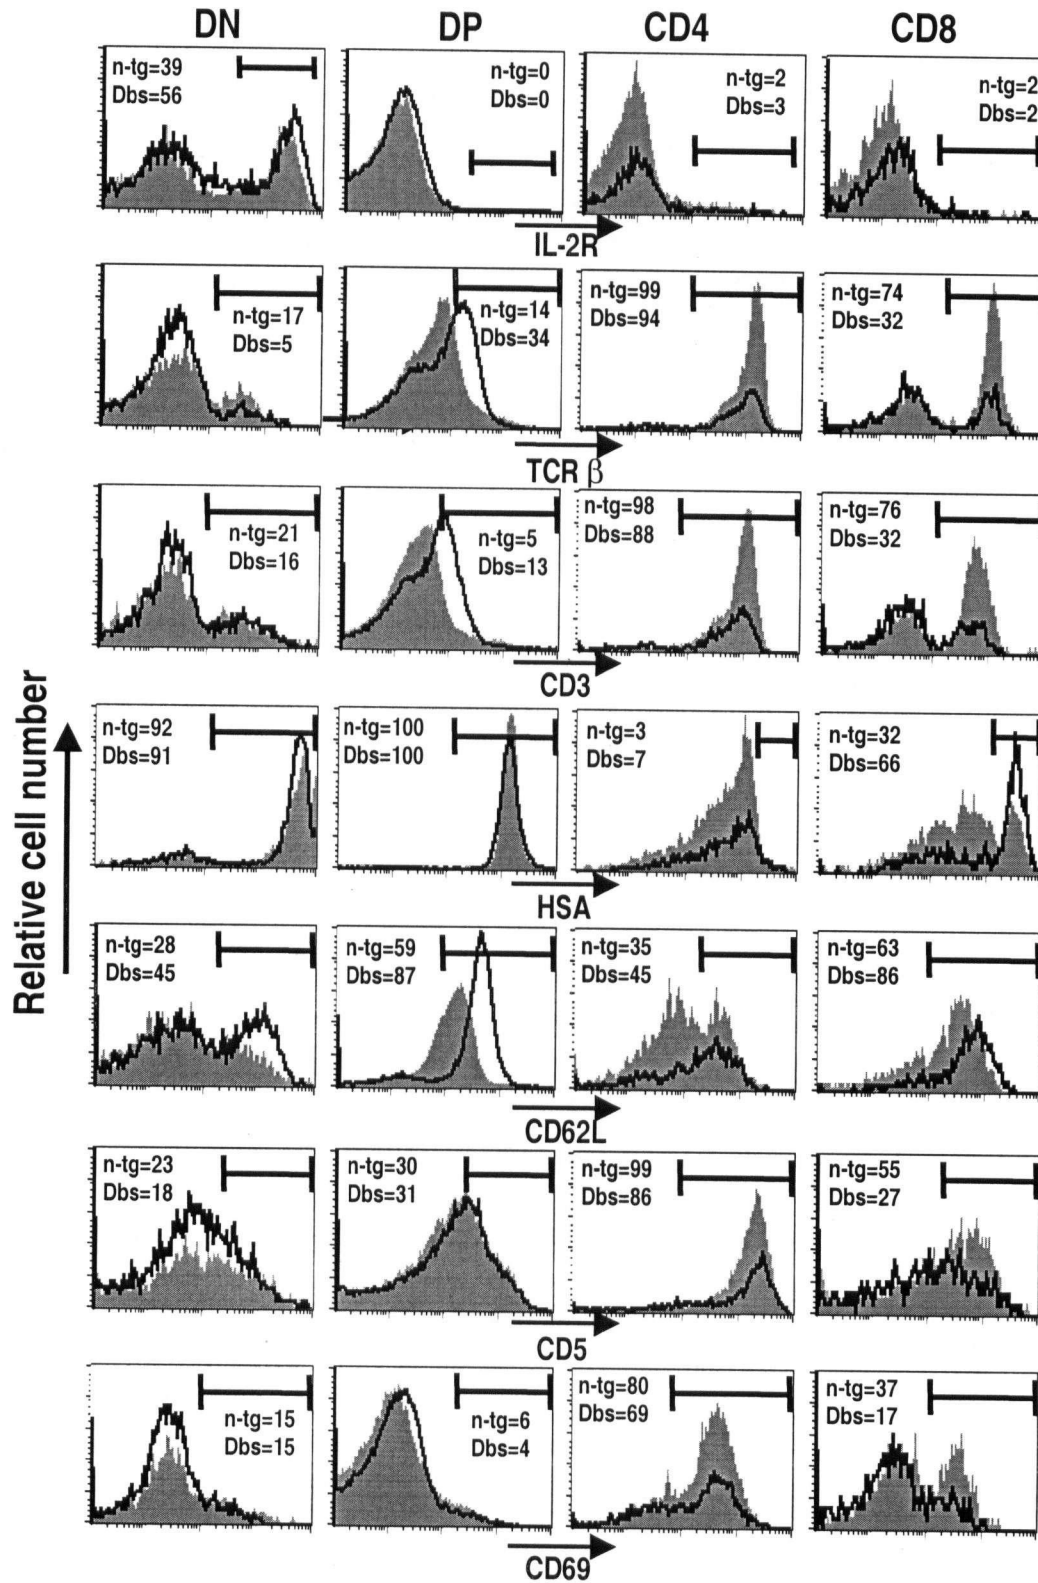 DN DP CD4 CD8
n-tg=39 n-tg=0 n-tg=2 n-tg=2
Dbs=56 Dbs=0 Dbs=3 Dbs=2
IL-2R
n-tg=17 n-tg=14 n-tg=99 n-tg=74
Dbs=5 Dbs=34 Dbs=94 Dbs=32
TCR β
n-tg=21 n-tg=5 n-tg=98 n-tg=76
Dbs=16 Dbs=13 Dbs=88 Dbs=32
CD3
n-tg=92 n-tg=100 n-tg=3 n-tg=32
Dbs=91 Dbs=100 Dbs=7 Dbs=66
HSA
n-tg=28 n-tg=59 n-tg=35 n-tg=63
Dbs=45 Dbs=87 Dbs=45 Dbs=86
CD62L
n-tg=23 n-tg=30 n-tg=99 n-tg=55
Dbs=18 Dbs=31 Dbs=86 Dbs=27
CD5
n-tg=15 n-tg=6 n-tg=80 n-tg=37
Dbs=15 Dbs=4 Dbs=69 Dbs=17
CD69
Relative cell number